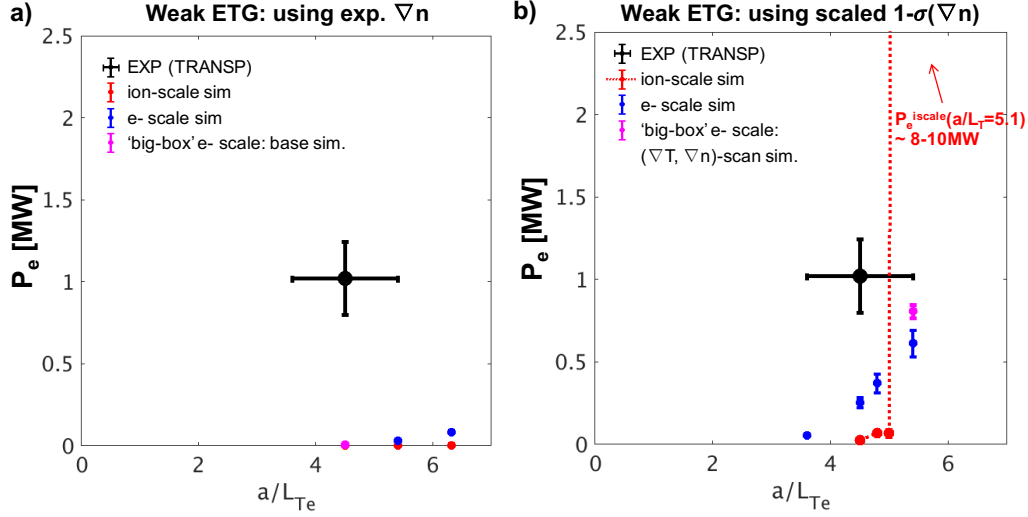 a)
Weak ETG: using exp. ∇n
EXP (TRANSP)
ion-scale sim
e- scale sim
‘big-box’ e- scale: base sim.
P_e [MW]
2.5
2
1.5
1
0.5
0
0
2
4
6
a/L_Te
b)
Weak ETG: using scaled 1-σ(∇n)
EXP (TRANSP)
ion-scale sim
e- scale sim
‘big-box’ e- scale:
(∇T, ∇n)-scan sim.
P_e^iscale(a/L_T=5.1)
~ 8-10MW
P_e [MW]
2.5
2
1.5
1
0.5
0
0
2
4
6
a/L_Te